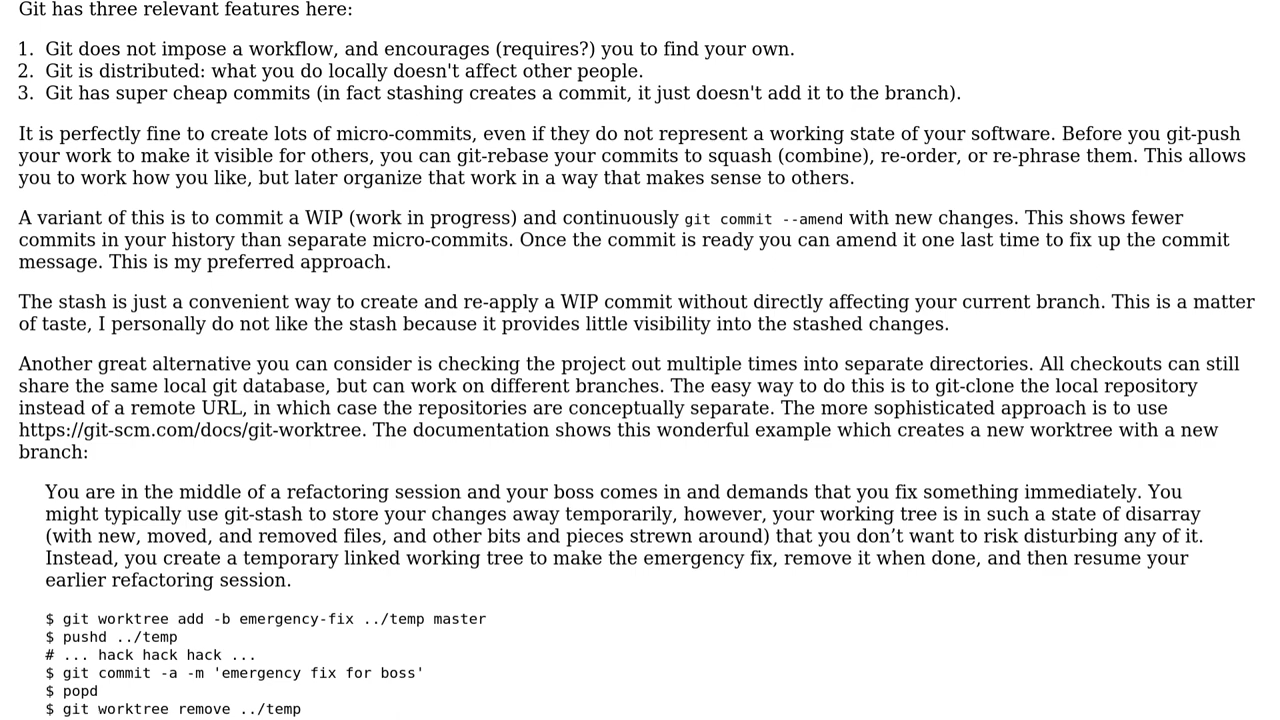 Git has three relevant features here:
1. Git does not impose a workflow, and encourages (requires?) you to find your own.
2. Git is distributed: what you do locally doesn't affect other people.
3. Git has super cheap commits (in fact stashing creates a commit, it just doesn't add it to the branch).
It is perfectly fine to create lots of micro-commits, even if they do not represent a working state of your software. Before you git-push
your work to make it visible for others, you can git-rebase your commits to squash (combine), re-order, or re-phrase them. This allows
you to work how you like, but later organize that work in a way that makes sense to others.
A variant of this is to commit a WIP (work in progress) and continuously git commit --amend with new changes. This shows fewer
commits in your history than separate micro-commits. Once the commit is ready you can amend it one last time to fix up the commit
message. This is my preferred approach.
The stash is just a convenient way to create and re-apply a WIP commit without directly affecting your current branch. This is a matter
of taste, I personally do not like the stash because it provides little visibility into the stashed changes.
Another great alternative you can consider is checking the project out multiple times into separate directories. All checkouts can still
share the same local git database, but can work on different branches. The easy way to do this is to git-clone the local repository
instead of a remote URL, in which case the repositories are conceptually separate. The more sophisticated approach is to use
https://git-scm.com/docs/git-worktree. The documentation shows this wonderful example which creates a new worktree with a new
branch:
You are in the middle of a refactoring session and your boss comes in and demands that you fix something immediately. You
might typically use git-stash to store your changes away temporarily, however, your working tree is in such a state of disarray
(with new, moved, and removed files, and other bits and pieces strewn around) that you don’t want to risk disturbing any of it.
Instead, you create a temporary linked working tree to make the emergency fix, remove it when done, and then resume your
earlier refactoring session.
$ git worktree add -b emergency-fix ../temp master
$ pushd ../temp
# ... hack hack hack ...
$ git commit -a -m 'emergency fix for boss'
$ popd
$ git worktree remove ../temp